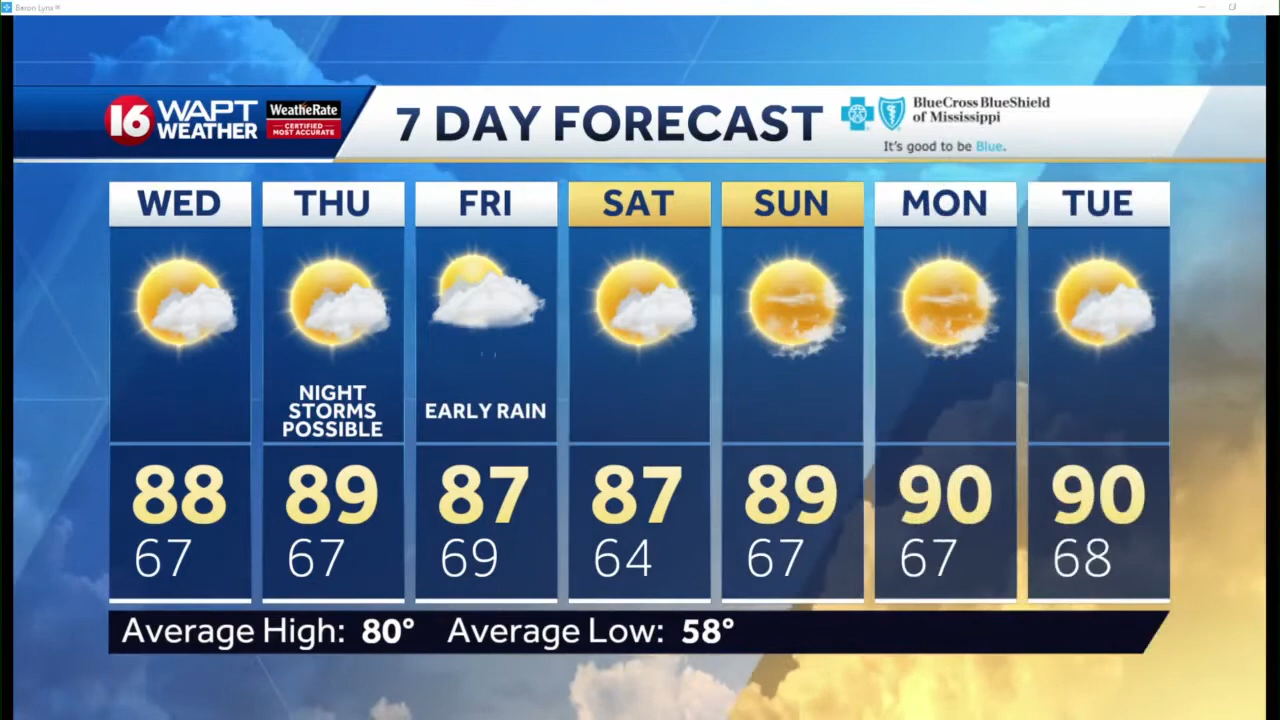 Baron Lynx
16 WAPT
WEATHER
WeatheRate
CERTIFIED
MOST ACCURATE
7 DAY FORECAST
BlueCross BlueShield
of Mississippi
It's good to be Blue.
WED THU FRI SAT SUN MON TUE
NIGHT
STORMS
POSSIBLE
EARLY RAIN
88 89 87 87 89 90 90
67 67 69 64 67 67 68
Average High: 80° Average Low: 58°